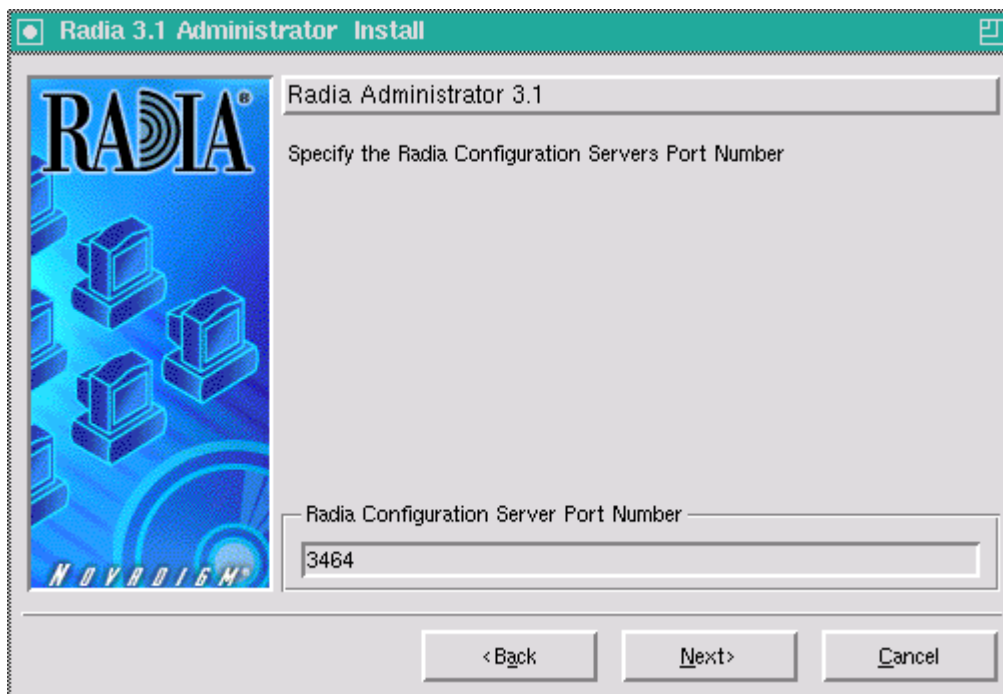 Radia 3.1 Administrator Install
RADIA®
Radia Administrator 3.1
Specify the Radia Configuration Servers Port Number
Radia Configuration Server Port Number
3464
NOVADIGM®
<Back
Next>
Cancel